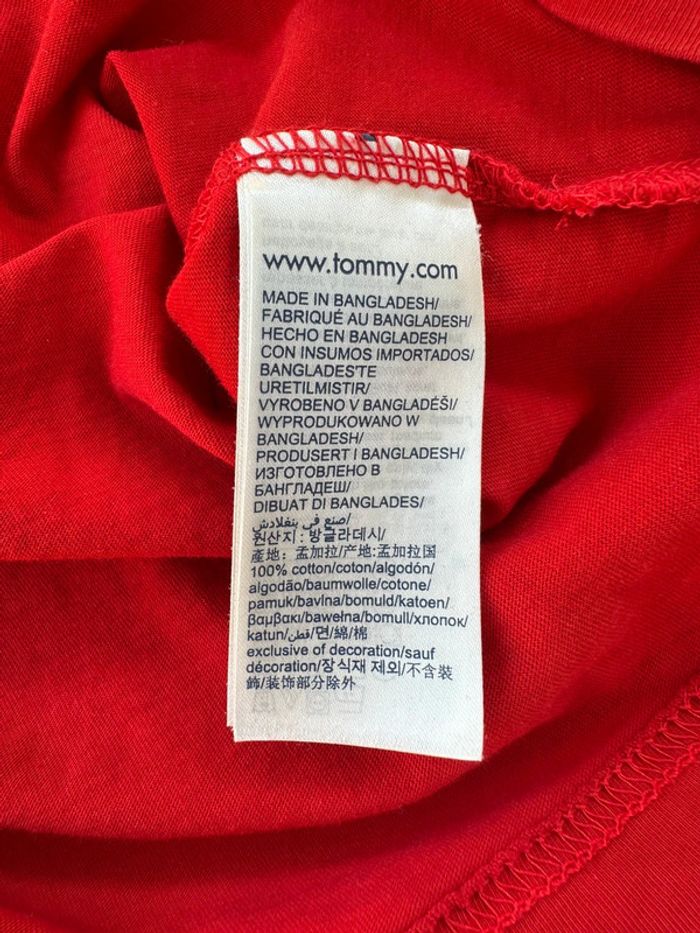 www.tommy.com
MADE IN BANGLADESH/
FABRIQUÉ AU BANGLADESH/
HECHO EN BANGLADESH
CON INSUMOS IMPORTADOS/
BANGLADES'TE
URETILMISTIR/
VYROBENO V BANGLADÉŠI/
WYPRODUKOWANO W
BANGLADESH/
PRODUSERT I BANGLADESH/
ИЗГОТОВЛЕНО В
БАНГЛАДЕШ/
DIBUAT DI BANGLADES/
صنع في بنغلادش/
원산지 : 방글라데시/
產地: 孟加拉/产地:孟加拉国
100% cotton/coton/algodón/
algodão/baumwolle/cotone/
pamuk/bavlna/bomuld/katoen/
βαμβακι/bawełna/bomull/хлопок/
katun/قطن/면/綿/棉
exclusive of decoration/sauf
décoration/장식재 제외/不含裝
飾/装饰部分除外